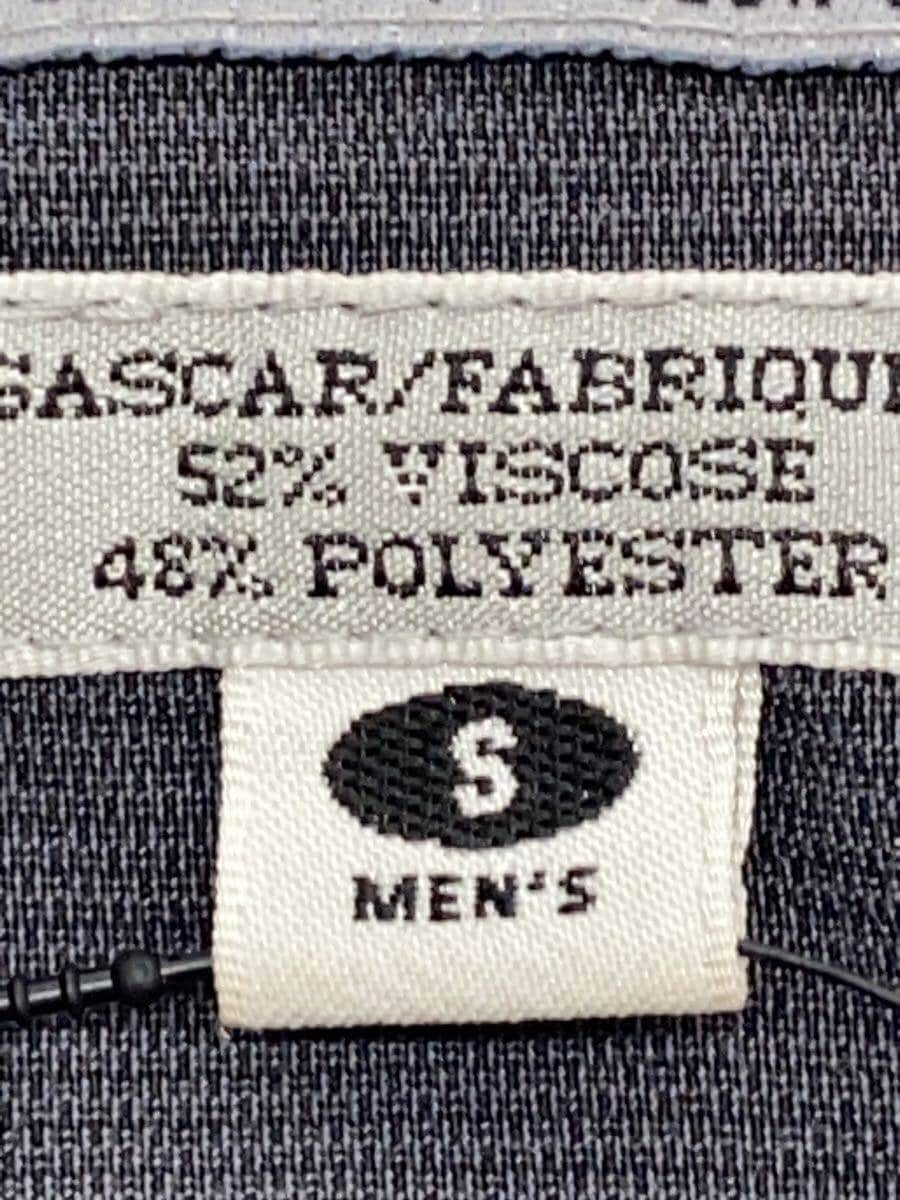 GASCAR/FABRIQUE
52% VISCOSE
48% POLYESTER
S
MEN'S